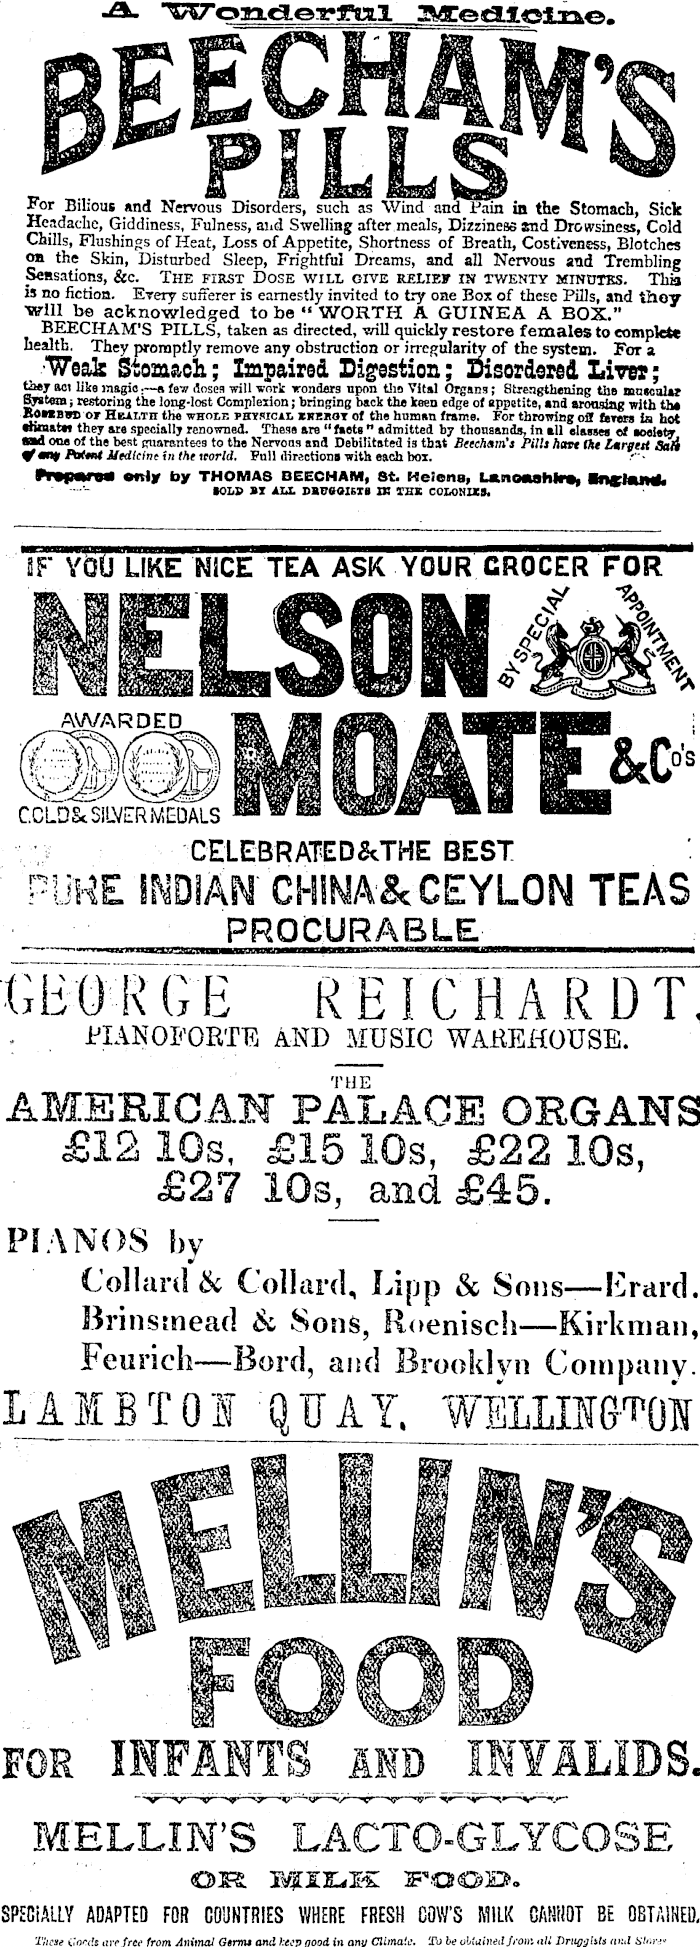 A Wonderful Medicine.
BEECHAM'S
PILLS
For Bilious and Nervous Disorders, such as Wind and Pain in the Stomach, Sick
Headache, Giddiness, Fulness, and Swelling after meals, Dizziness and Drowsiness, Cold
Chills, Flushings of Heat, Loss of Appetite, Shortness of Breath, Costiveness, Blotches
on the Skin, Disturbed Sleep, Frightful Dreams, and all Nervous and Trembling
Sensations, &c. THE FIRST DOSE WILL GIVE RELIEF IN TWENTY MINUTES. This
is no fiction. Every sufferer is earnestly invited to try one Box of these Pills, and they
will be acknowledged to be "WORTH A GUINEA A BOX."
BEECHAM'S PILLS, taken as directed, will quickly restore females to complete
health. They promptly remove any obstruction or irregularity of the system. For a
Weak Stomach; Impaired Digestion; Disordered Liver;
they act like magic;—a few doses will work wonders upon the Vital Organs; Strengthening the muscular
System; restoring the long-lost Complexion; bringing back the keen edge of appetite, and arousing with the
ROSEBUD OF HEALTH the WHOLE PHYSICAL ENERGY of the human frame. For throwing off fevers in hot
climates they are specially renowned. These are "facts" admitted by thousands, in all classes of society,
and one of the best guarantees to the Nervous and Debilitated is that Beecham's Pills have the Largest Sale
of any Patent Medicine in the world. Full directions with each box.
Prepared only by THOMAS BEECHAM, St. Helens, Lancashire, England.
SOLD BY ALL DRUGGISTS IN THE COLONIES.
IF YOU LIKE NICE TEA ASK YOUR GROCER FOR
NELSON
BY SPECIAL APPOINTMENT
AWARDED
GOLD & SILVER MEDALS
MOATE & Co's
CELEBRATED & THE BEST
PURE INDIAN CHINA & CEYLON TEAS
PROCURABLE
GEORGE REICHARDT,
PIANOFORTE AND MUSIC WAREHOUSE.
THE
AMERICAN PALACE ORGANS
£12 10s, £15 10s, £22 10s,
£27 10s, and £45.
PIANOS by
Collard & Collard, Lipp & Sons—Erard.
Brinsmead & Sons, Roenisch—Kirkman,
Feurich—Bord, and Brooklyn Company.
LAMBTON QUAY, WELLINGTON
MELLIN'S
FOOD
FOR INFANTS AND INVALIDS.
MELLIN'S LACTO-GLYCOSE
OR MILK FOOD.
SPECIALLY ADAPTED FOR COUNTRIES WHERE FRESH COW'S MILK CANNOT BE OBTAINED.
These Goods are free from Animal Germs and keep good in any Climate. To be obtained from all Druggists and Stores